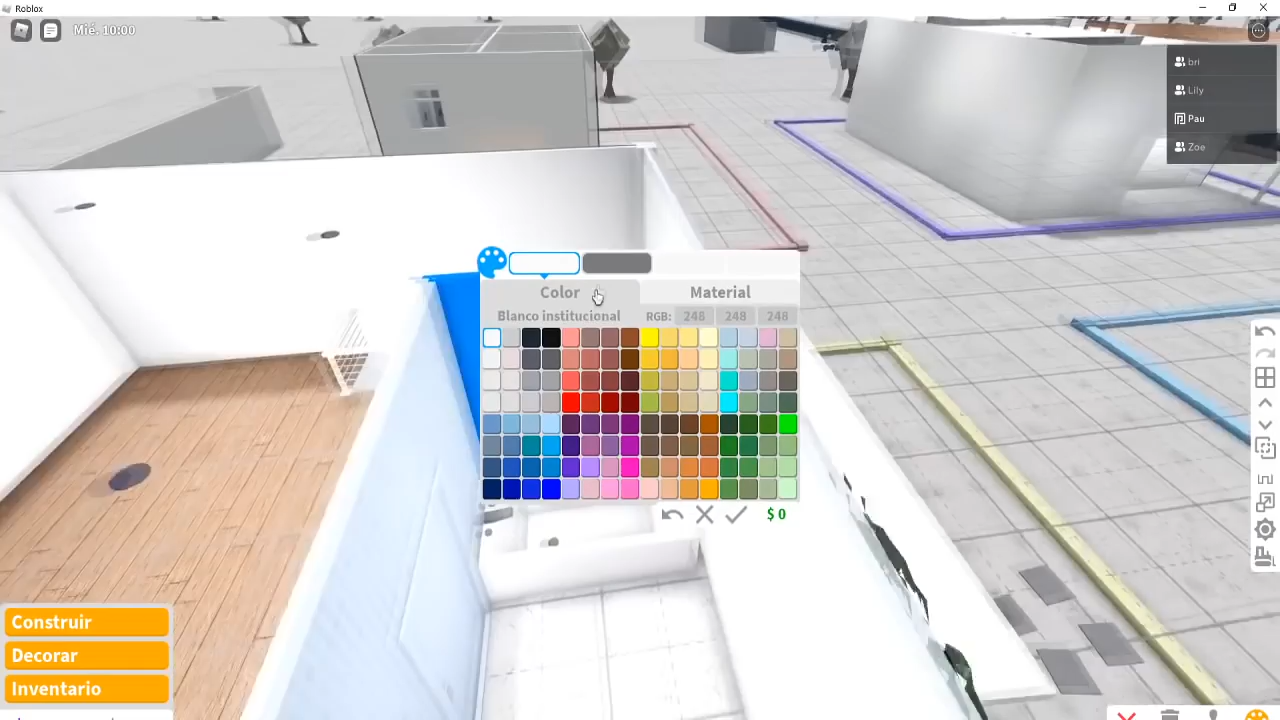 Roblox
Mié. 10:00
bri
Lily
Pau
Zoe
Color
Material
Blanco institucional
RGB: 248 248 248
$ 0
Construir
Decorar
Inventario